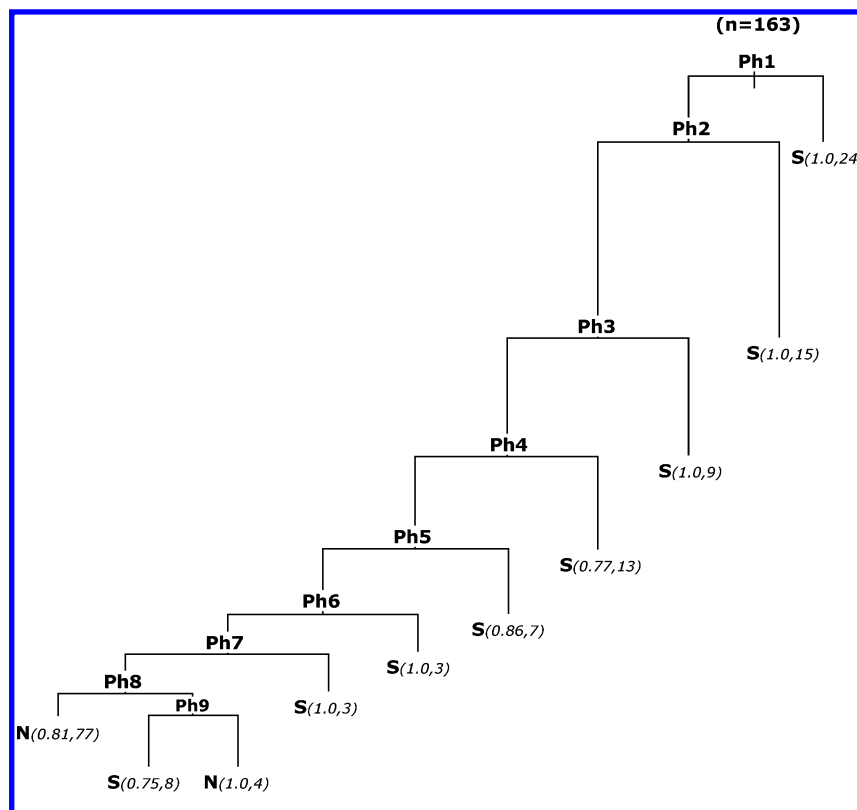 (n=163)
Ph1
Ph2
S(1.0,24
Ph3
S(1.0,15)
Ph4
S(1.0,9)
Ph5
S(0.77,13)
Ph6
S(0.86,7)
Ph7
S(1.0,3)
Ph8
S(1.0,3)
Ph9
N(0.81,77)
S(0.75,8) N(1.0,4)